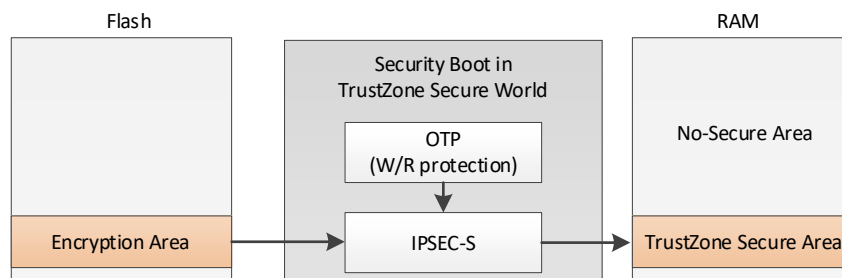 Flash
RAM
Security Boot in
TrustZone Secure World
OTP
(W/R protection)
No-Secure Area
Encryption Area
IPSEC-S
TrustZone Secure Area